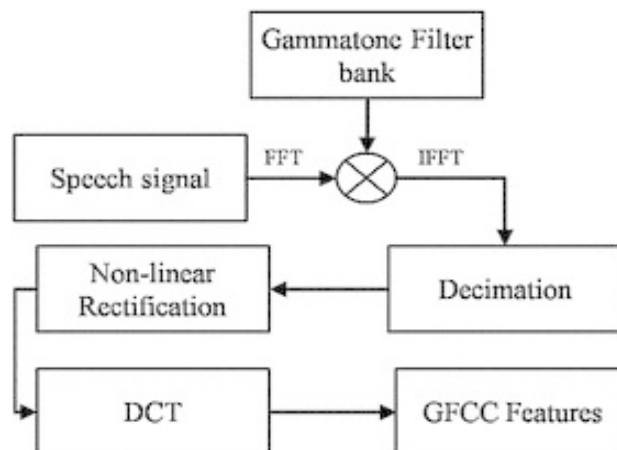 Gammatone Filter
bank
FFT
IFFT
Speech signal
Non-linear
Rectification
Decimation
DCT
GFCC Features